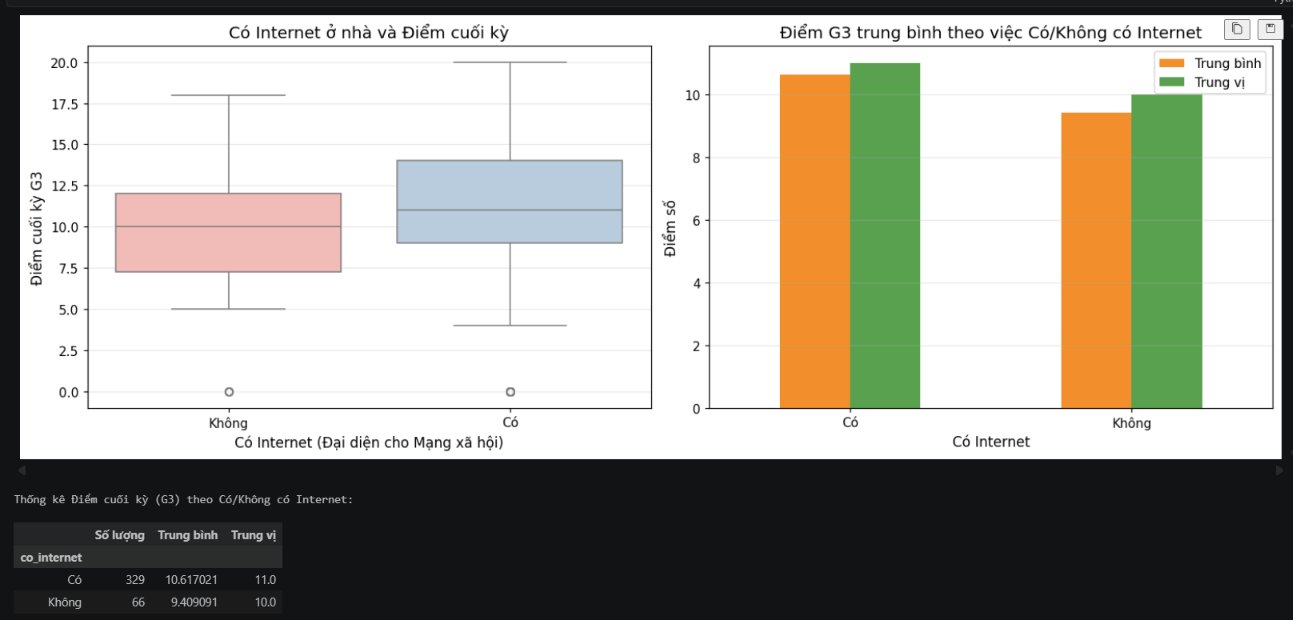 Có Internet ở nhà và Điểm cuối kỳ
20.0
17.5
15.0
12.5
10.0
7.5
5.0
2.5
0.0
Điểm cuối kỳ G3
Không Có
Có Internet (Đại diện cho Mạng xã hội)
Điểm G3 trung bình theo việc Có/Không có Internet
Trung bình
Trung vị
10
8
6
4
2
0
Điểm số
Có Không
Có Internet
Thống kê Điểm cuối kỳ (G3) theo Có/Không có Internet:
Số lượng Trung bình Trung vị
co_internet
Có 329 10.617021 11.0
Không 66 9.409091 10.0